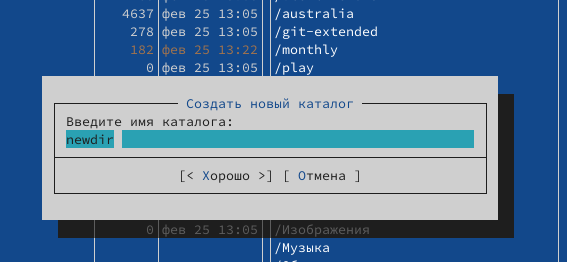 4637 фев 25 13:05 /australia
278 фев 25 13:05 /git-extended
182 фев 25 13:22 /monthly
0 фев 25 13:05 /play
Создать новый каталог
Введите имя каталога:
newdir
[< Хорошо >] [ Отмена ]
0 фев 25 13:05 /Изображения
/Музыка